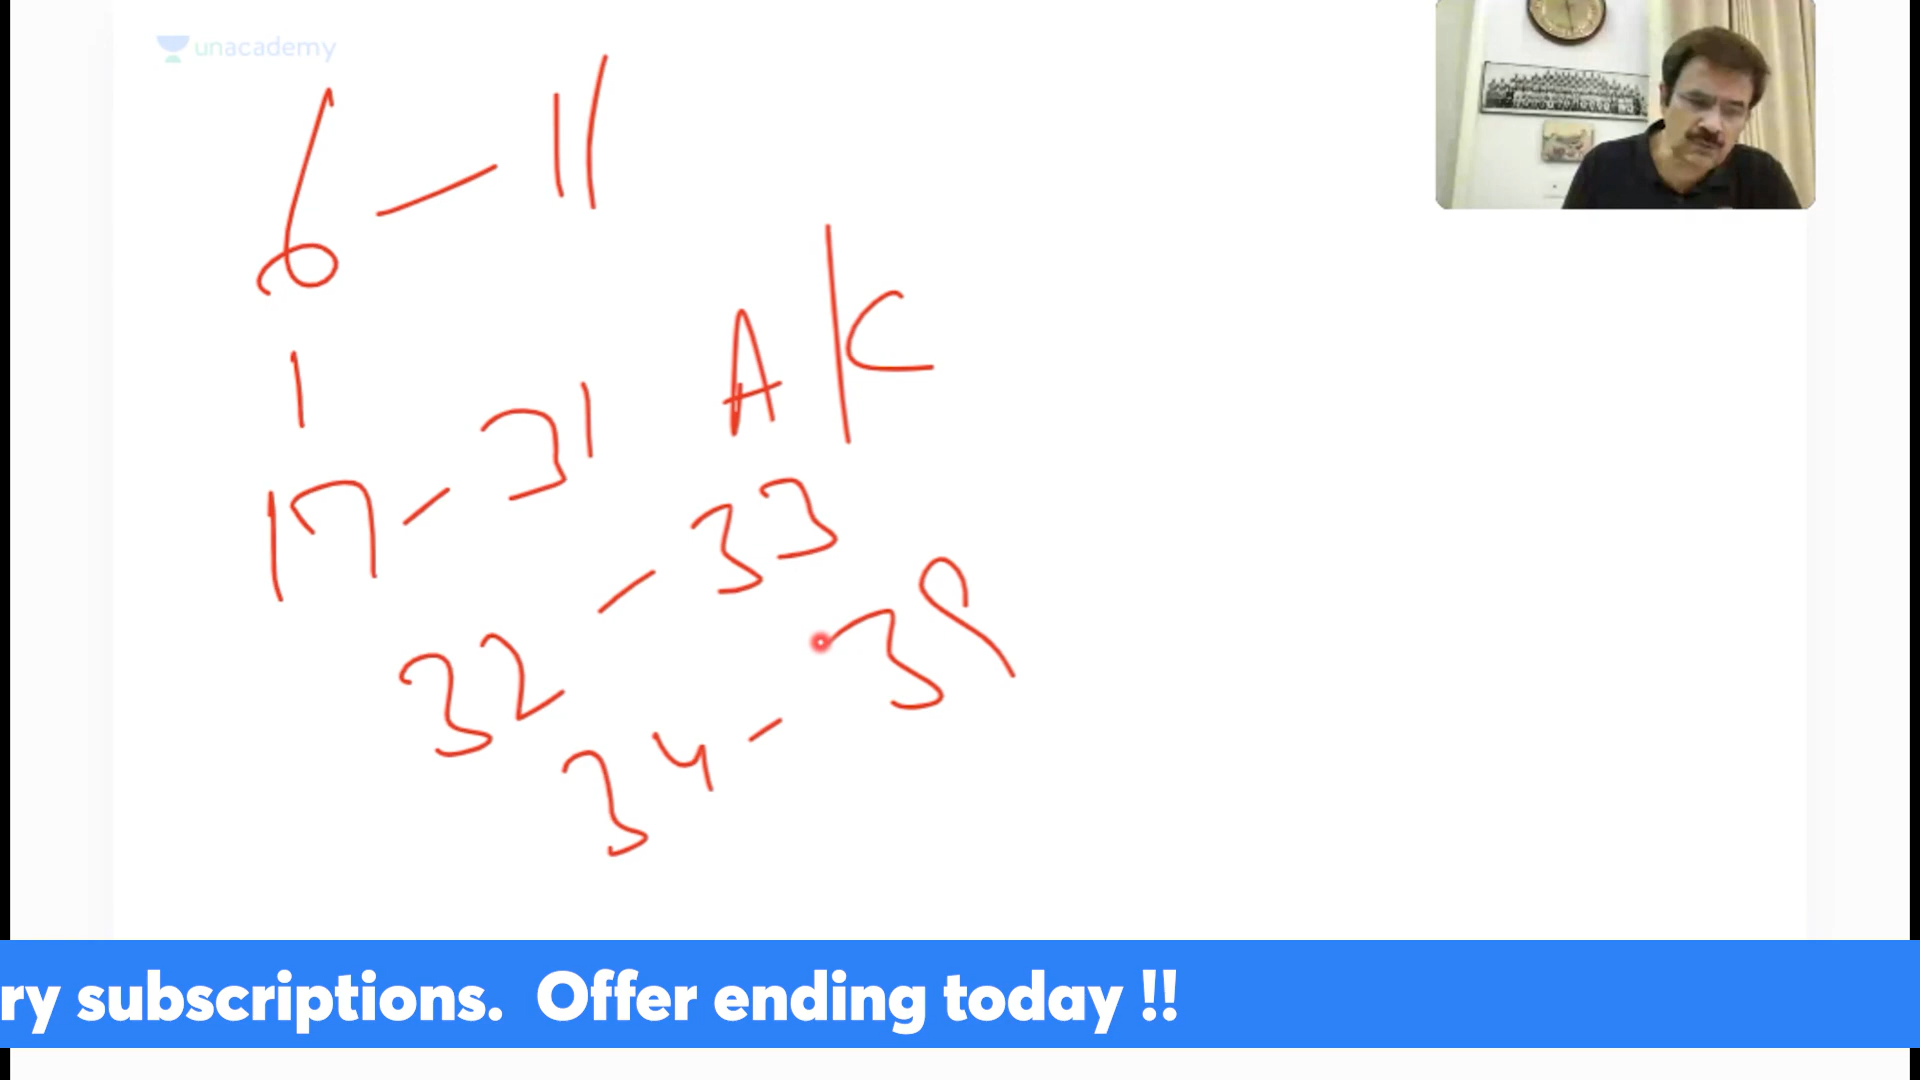 unacademy
6 - 11
1
A K
17 - 31
32 - 33
34 - 38
ry subscriptions. Offer ending today !!